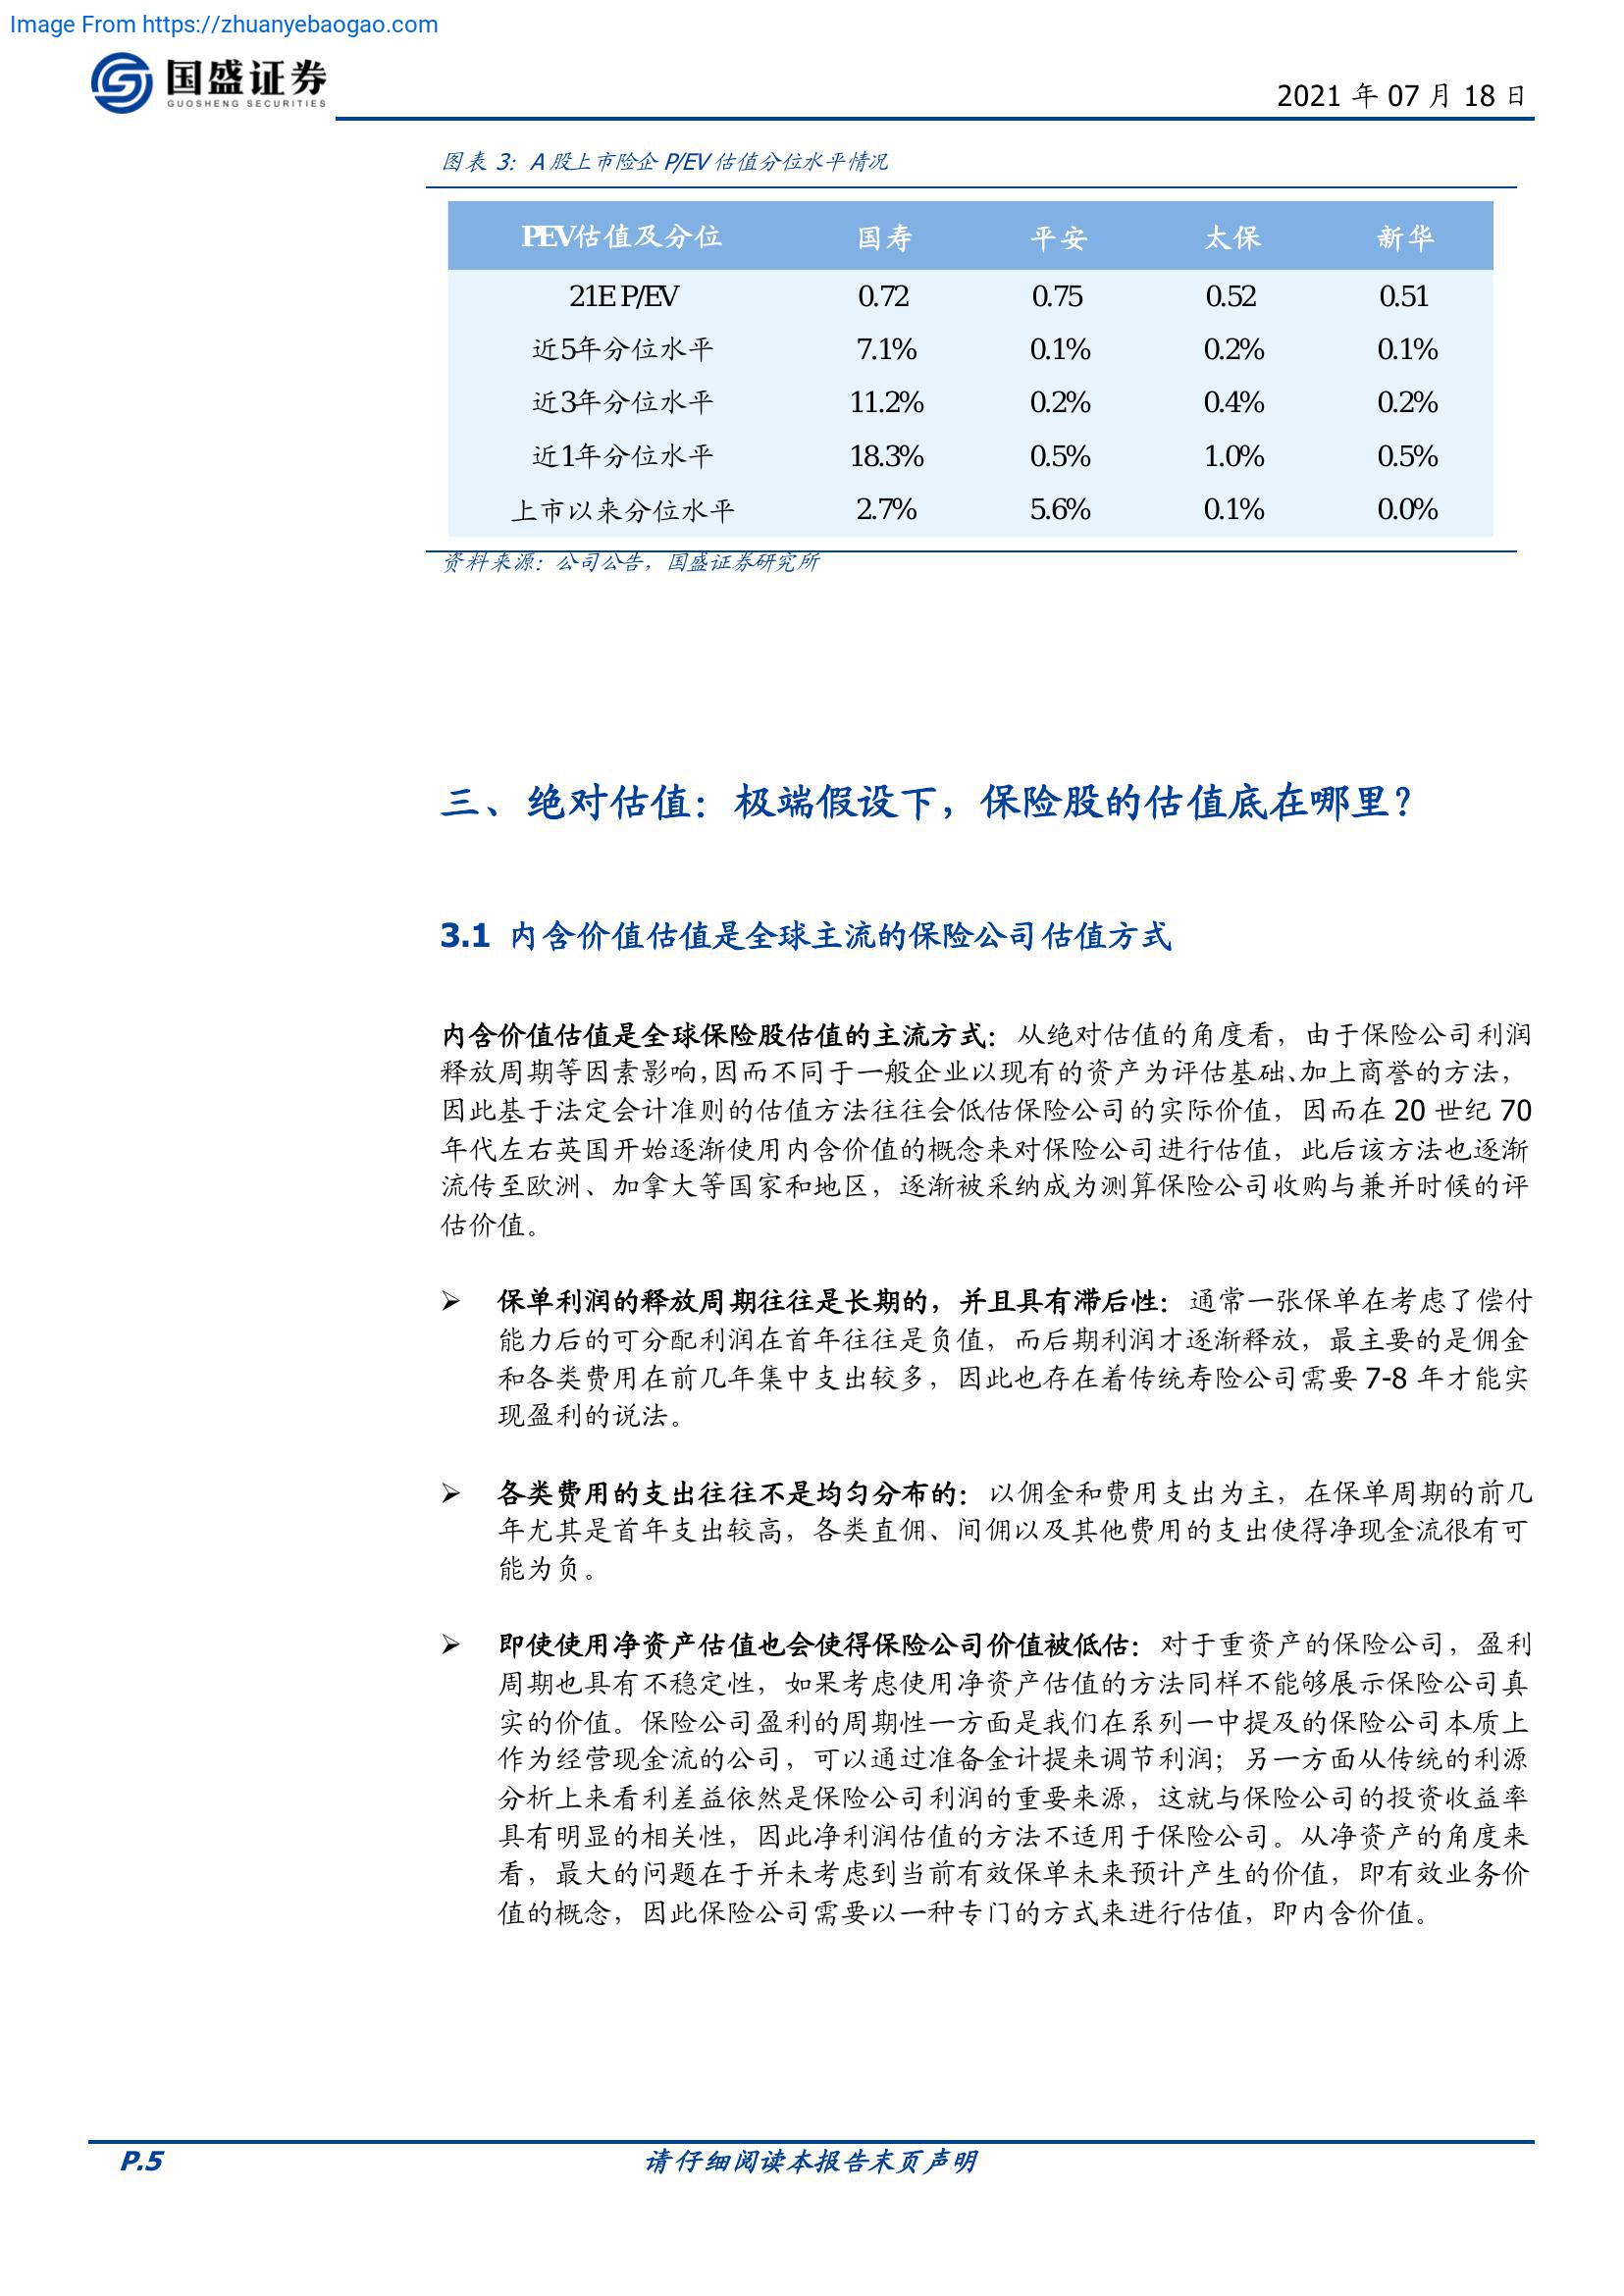 Image From https://zhuanyebaogao.com
国盛证券
GUOSHENG SECURITIES
2021 年 07 月 18 日
图表 3：A 股上市险企 P/EV 估值分位水平情况
PEV估值及分位 国寿 平安 太保 新华
21E P/EV 0.72 0.75 0.52 0.51
近5年分位水平 7.1% 0.1% 0.2% 0.1%
近3年分位水平 11.2% 0.2% 0.4% 0.2%
近1年分位水平 18.3% 0.5% 1.0% 0.5%
上市以来分位水平 2.7% 5.6% 0.1% 0.0%
资料来源：公司公告，国盛证券研究所
三、绝对估值：极端假设下，保险股的估值底在哪里？
3.1 内含价值估值是全球主流的保险公司估值方式
内含价值估值是全球保险股估值的主流方式：从绝对估值的角度看，由于保险公司利润
释放周期等因素影响，因而不同于一般企业以现有的资产为评估基础、加上商誉的方法，
因此基于法定会计准则的估值方法往往会低估保险公司的实际价值，因而在 20 世纪 70
年代左右英国开始逐渐使用内含价值的概念来对保险公司进行估值，此后该方法也逐渐
流传至欧洲、加拿大等国家和地区，逐渐被采纳成为测算保险公司收购与兼并时候的评
估价值。
➢ 保单利润的释放周期往往是长期的，并且具有滞后性：通常一张保单在考虑了偿付
能力后的可分配利润在首年往往是负值，而后期利润才逐渐释放，最主要的是佣金
和各类费用在前几年集中支出较多，因此也存在着传统寿险公司需要 7-8 年才能实
现盈利的说法。
➢ 各类费用的支出往往不是均匀分布的：以佣金和费用支出为主，在保单周期的前几
年尤其是首年支出较高，各类直佣、间佣以及其他费用的支出使得净现金流很有可
能为负。
➢ 即使使用净资产估值也会使得保险公司价值被低估：对于重资产的保险公司，盈利
周期也具有不稳定性，如果考虑使用净资产估值的方法同样不能够展示保险公司真
实的价值。保险公司盈利的周期性一方面是我们在系列一中提及的保险公司本质上
作为经营现金流的公司，可以通过准备金计提来调节利润；另一方面从传统的利源
分析上来看利差益依然是保险公司利润的重要来源，这就与保险公司的投资收益率
具有明显的相关性，因此净利润估值的方法不适用于保险公司。从净资产的角度来
看，最大的问题在于并未考虑到当前有效保单未来预计产生的价值，即有效业务价
值的概念，因此保险公司需要以一种专门的方式来进行估值，即内含价值。
P.5 请仔细阅读本报告末页声明